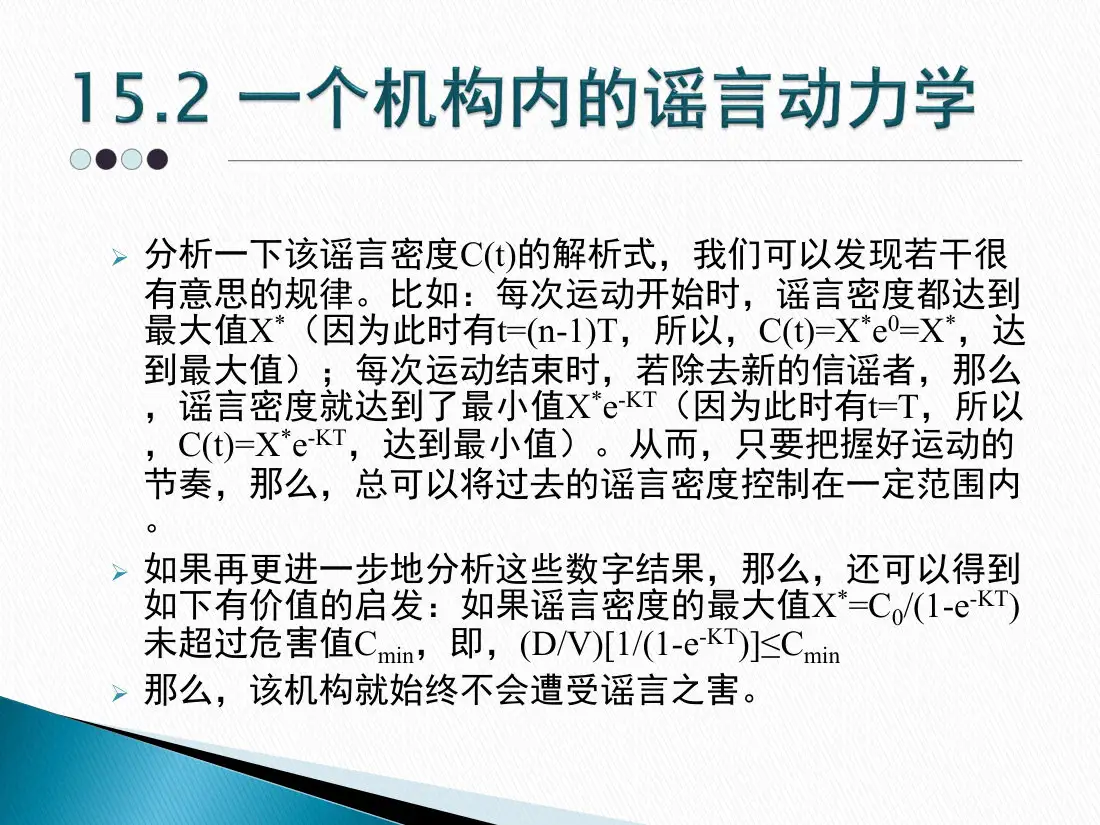 15.2 一个机构内的谣言动力学
分析一下该谣言密度C(t)的解析式，我们可以发现若干很
有意思的规律。比如：每次运动开始时，谣言密度都达到
最大值X*（因为此时有t=(n-1)T，所以，C(t)=X*e⁰=X*，达
到最大值）；每次运动结束时，若除去新的信谣者，那么
，谣言密度就达到了最小值X*e⁻ᴷᵀ（因为此时有t=T，所以
，C(t)=X*e⁻ᴷᵀ，达到最小值）。从而，只要把握好运动的
节奏，那么，总可以将过去的谣言密度控制在一定范围内
。
如果再更进一步地分析这些数字结果，那么，还可以得到
如下有价值的启发：如果谣言密度的最大值X*=C₀/(1-e⁻ᴷᵀ)
未超过危害值Cmin，即，(D/V)[1/(1-e⁻ᴷᵀ)]≤Cmin
那么，该机构就始终不会遭受谣言之害。